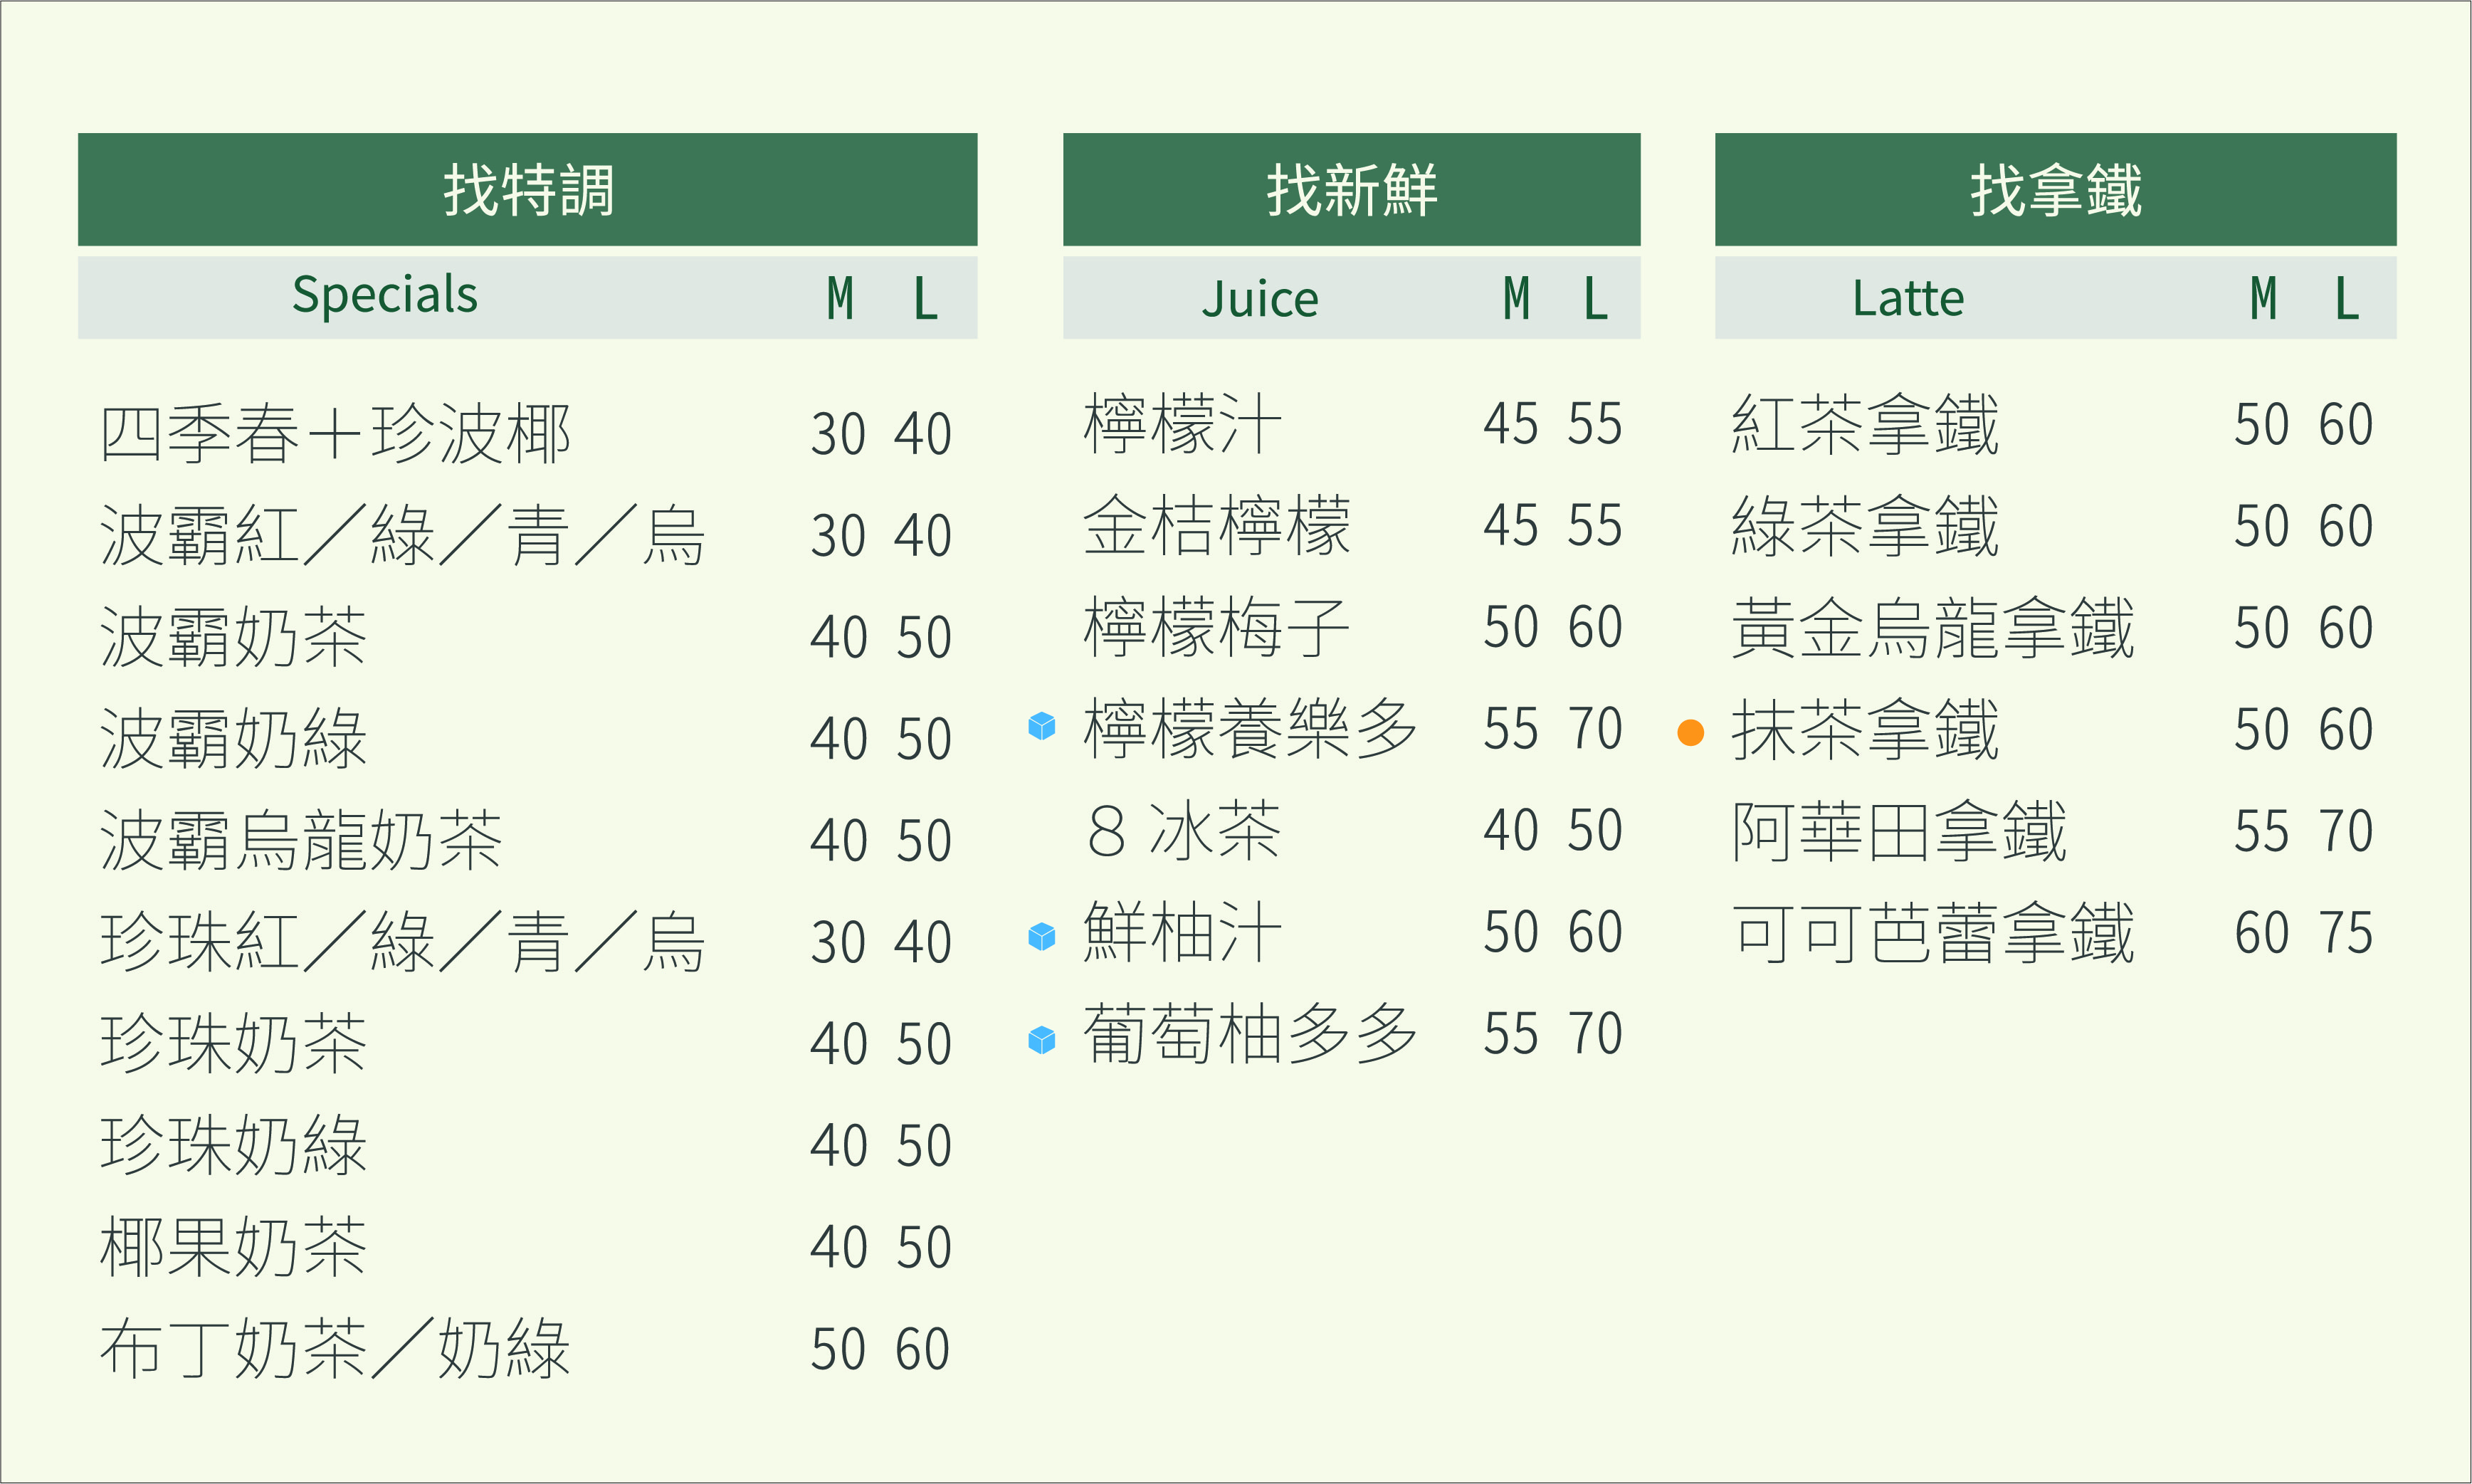 找特調
Specials M L
四季春＋珍波椰 30 40
波霸紅／綠／青／烏 30 40
波霸奶茶 40 50
波霸奶綠 40 50
波霸烏龍奶茶 40 50
珍珠紅／綠／青／烏 30 40
珍珠奶茶 40 50
珍珠奶綠 40 50
椰果奶茶 40 50
布丁奶茶／奶綠 50 60
找新鮮
Juice M L
檸檬汁 45 55
金桔檸檬 45 55
檸檬梅子 50 60
檸檬養樂多 55 70
8 冰茶 40 50
鮮柚汁 50 60
葡萄柚多多 55 70
找拿鐵
Latte M L
紅茶拿鐵 50 60
綠茶拿鐵 50 60
黃金烏龍拿鐵 50 60
抹茶拿鐵 50 60
阿華田拿鐵 55 70
可可芭蕾拿鐵 60 75